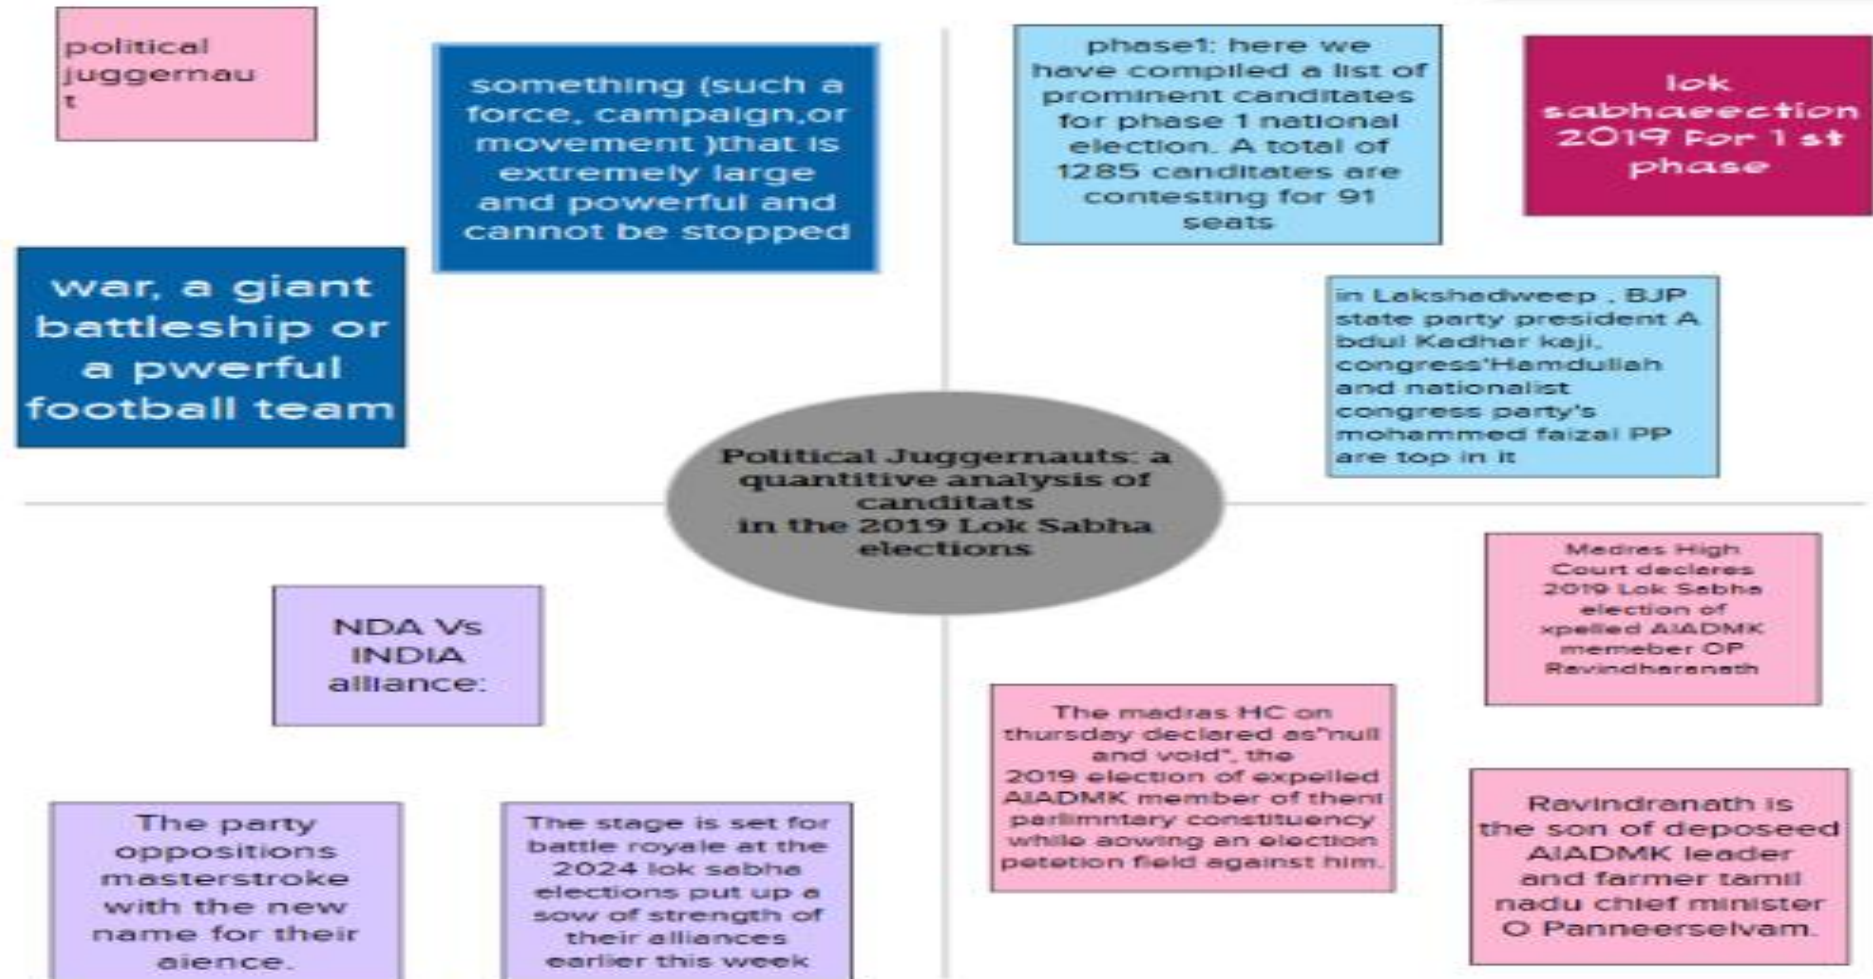 political
juggernau
t
something (such a
force, campaign,or
movement )that is
extremely large
and powerful and
cannot be stopped
war, a giant
battleship or
a pwerful
football team
phase1: here we
have compiled a list of
prominent canditates
for phase 1 national
election. A total of
1285 canditates are
contesting for 91
seats
lok
sabhaeection
2019 For 1 st
phase
in Lakshadweep , BJP
state party president A
bdul Kadhar kaji,
congress'Hamdullah
and nationalist
congress party's
mohammed faizal PP
are top in it
Political Juggernauts: a
quantitive analysis of
canditats
in the 2019 Lok Sabha
elections
NDA Vs
INDIA
alliance:
The party
oppositions
masterstroke
with the new
name for their
aience.
The stage is set for
battle royale at the
2024 lok sabha
elections put up a
sow of strength of
their alliances
earlier this week
Madras High
Court declares
2019 Lok Sabha
election of
xpelled AIADMK
memeber OP
Ravindharanath
The madras HC on
thursday declared as"null
and void", the
2019 election of expelled
AIADMK member of theni
parlimntary constituency
while aowing an election
petetion field against him.
Ravindranath is
the son of deposeed
AIADMK leader
and farmer tamil
nadu chief minister
O Panneerselvam.